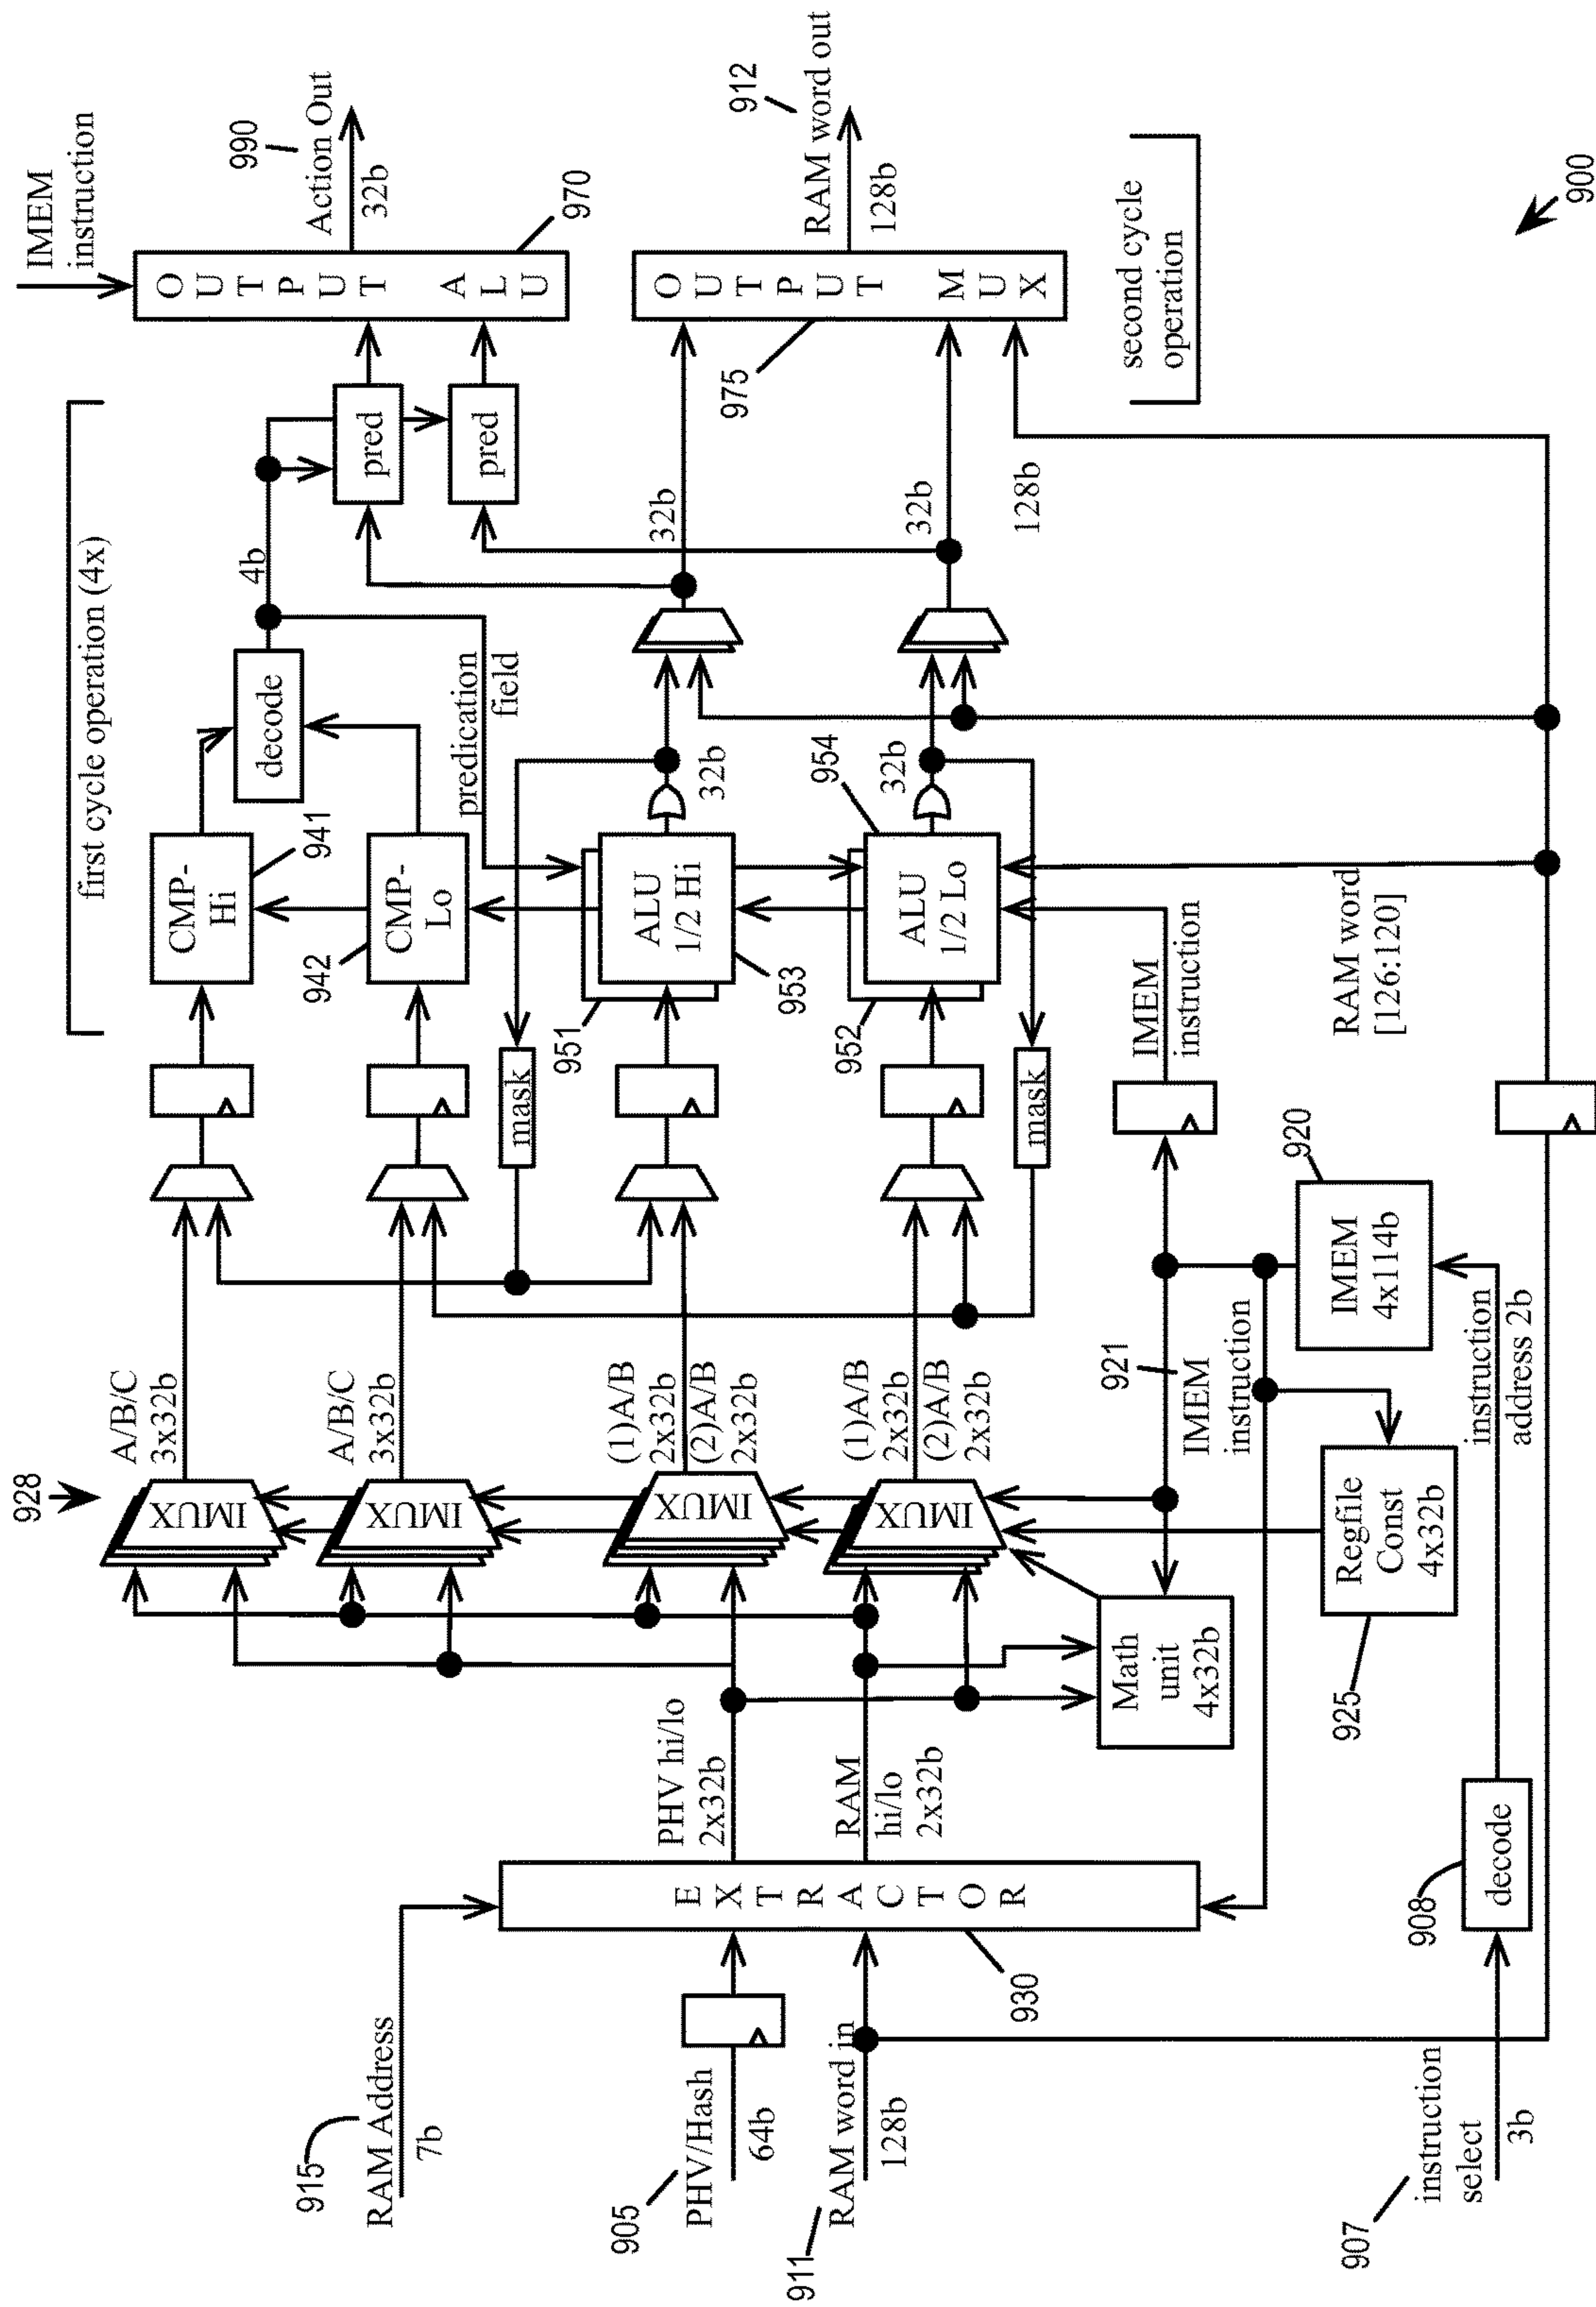 900
first cycle operation (4x)
second cycle
operation
IMEM
instruction
990
Action Out
32b
970
OUTPUT ALU
912
RAM word out
128b
975
OUTPUT MUX
pred
pred
4b
decode
predication
field
32b
32b
128b
CMP-
Hi
941
CMP-
Lo
942
ALU
1/2 Hi
951
953
32b
ALU
1/2 Lo
952
954
32b
mask
mask
IMEM
instruction
RAM word
[126:120]
928
A/B/C
3x32b
A/B/C
3x32b
(1)A/B
2x32b
(2)A/B
2x32b
(1)A/B
2x32b
(2)A/B
2x32b
IMUX
IMUX
IMUX
IMUX
921
IMEM
instruction
920
IMEM
4x114b
instruction
address 2b
Regfile
Const
4x32b
925
Math
unit
4x32b
PHV hi/lo
2x32b
RAM
hi/lo
2x32b
EXTRACTOR
930
908
decode
915
RAM Address
7b
905
PHV/Hash
64b
911
RAM word in
128b
907
instruction
select
3b